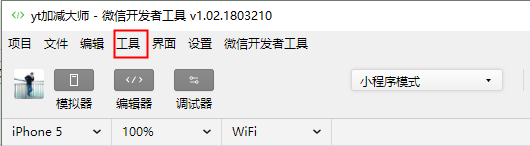 yt加减大师 - 微信开发者工具 v1.02.1803210
项目 文件 编辑 工具 界面 设置 微信开发者工具
小程序模式
模拟器 编辑器 调试器
iPhone 5 100% WiFi